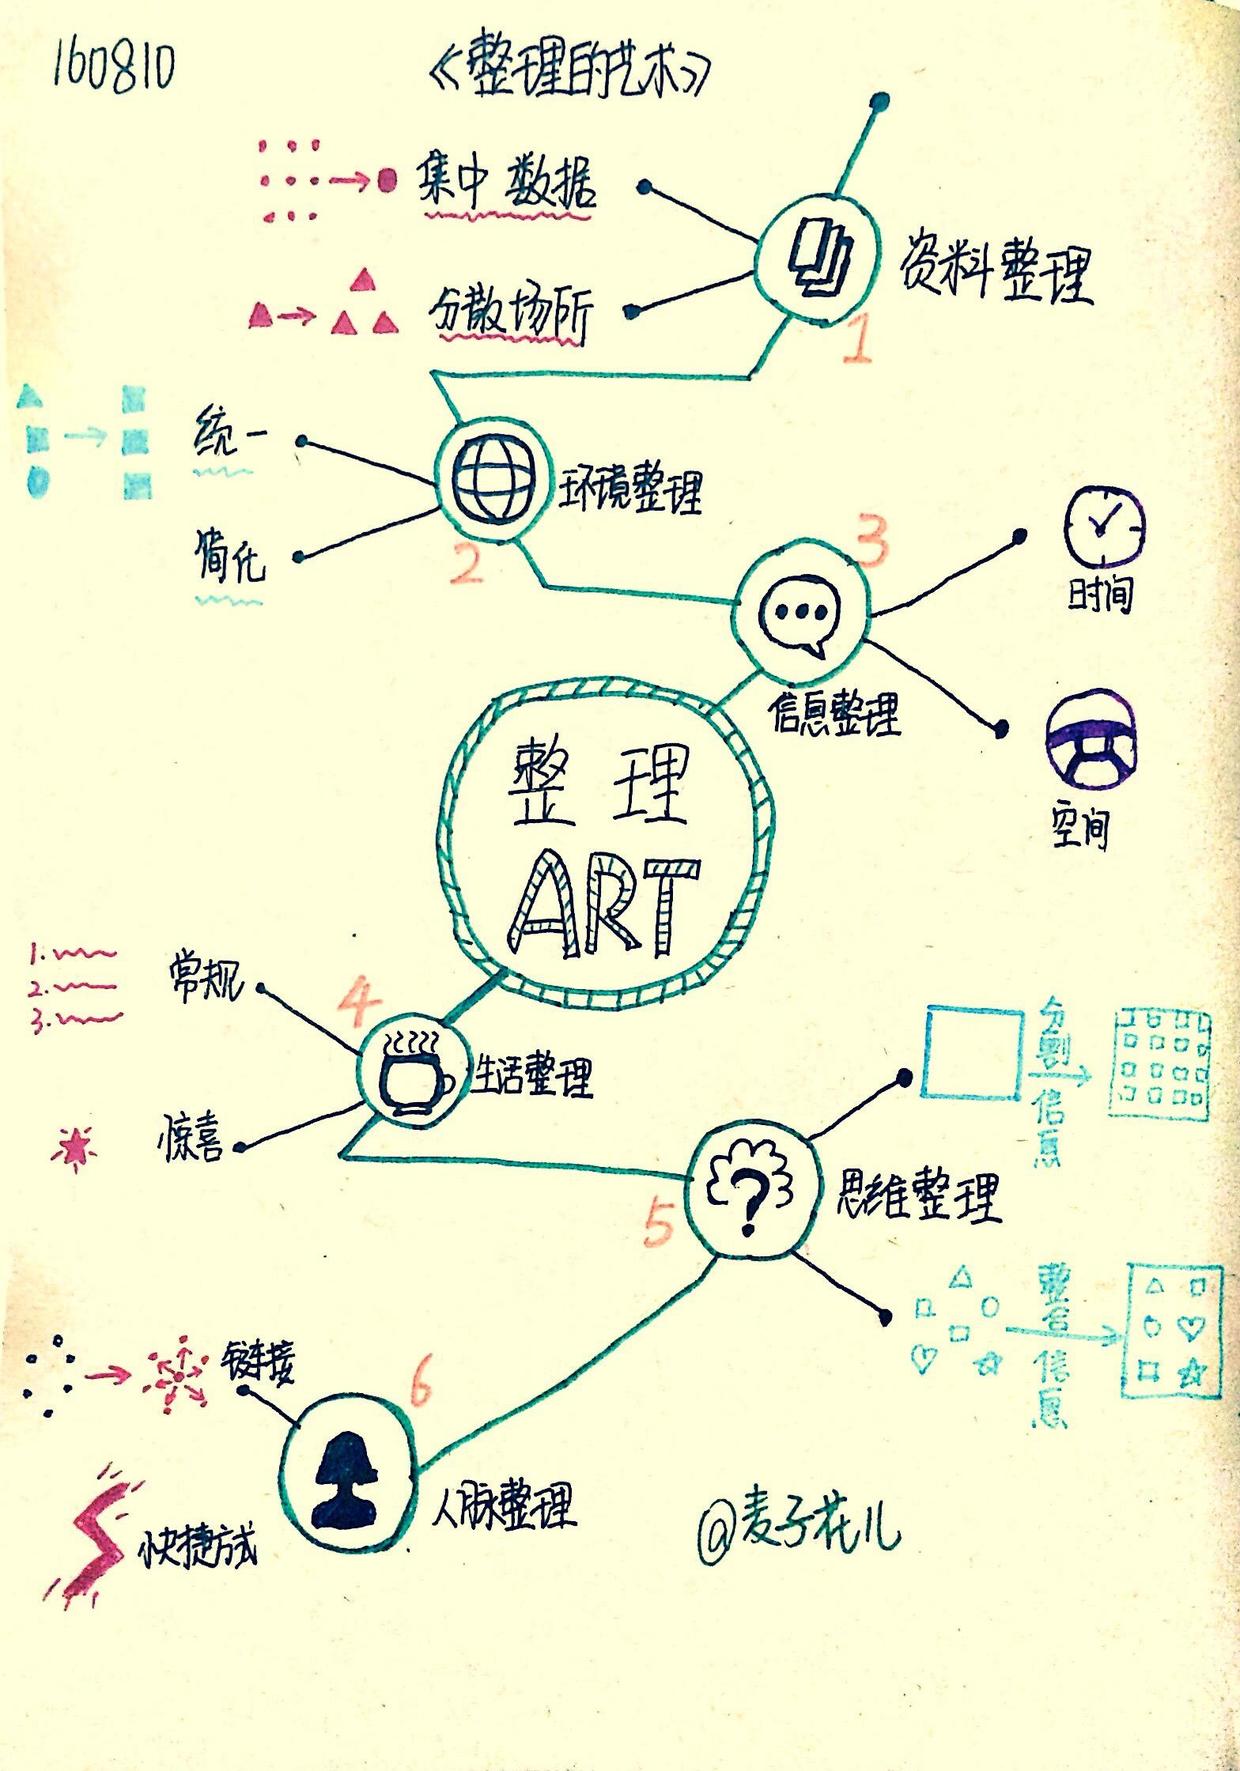 160810
《整理的艺术》
集中 数据
分散场所
资料整理
1
统一
简化
环境整理
2
3
信息整理
时间
空间
整 理
ART
1.
2.
3.
常规
惊喜
4
生活整理
分割信息
5
思维整理
整合信息
链接
快捷方式
6
人脉整理
@麦子花儿